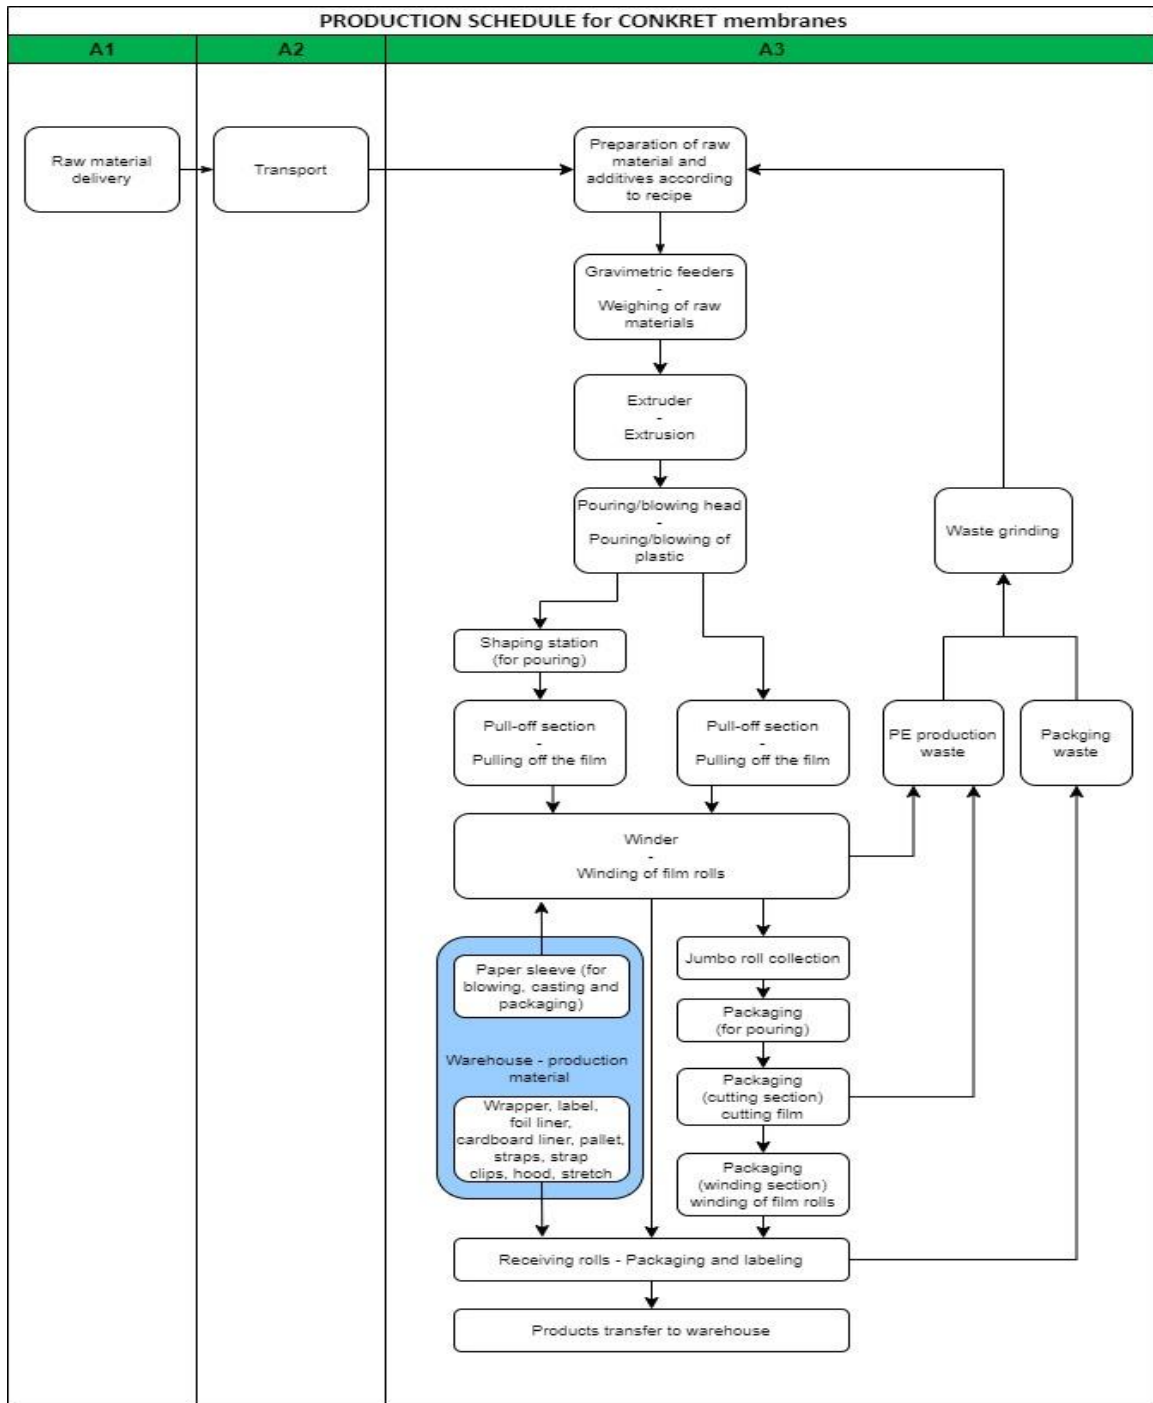 PRODUCTION SCHEDULE for CONKRET membranes
A1
A2
A3
Raw material
delivery
Transport
Preparation of raw
material and
additives according
to recipe
Gravimetric feeders
-
Weighing of raw
materials
Extruder
-
Extrusion
Pouring/blowing head
-
Pouring/blowing of
plastic
Waste grinding
Shaping station
(for pouring)
Pull-off section
-
Pulling off the film
Pull-off section
-
Pulling off the film
PE production
waste
Packging
waste
Winder
-
Winding of film rolls
Paper sleeve (for
blowing, casting and
packaging)
Warehouse - production
material
Wrapper, label,
foil liner,
cardboard liner, pallet,
straps, strap
clips, hood, stretch
Jumbo roll collection
Packaging
(for pouring)
Packaging
(cutting section)
cutting film
Packaging
(winding section)
winding of film rolls
Receiving rolls - Packaging and labeling
Products transfer to warehouse